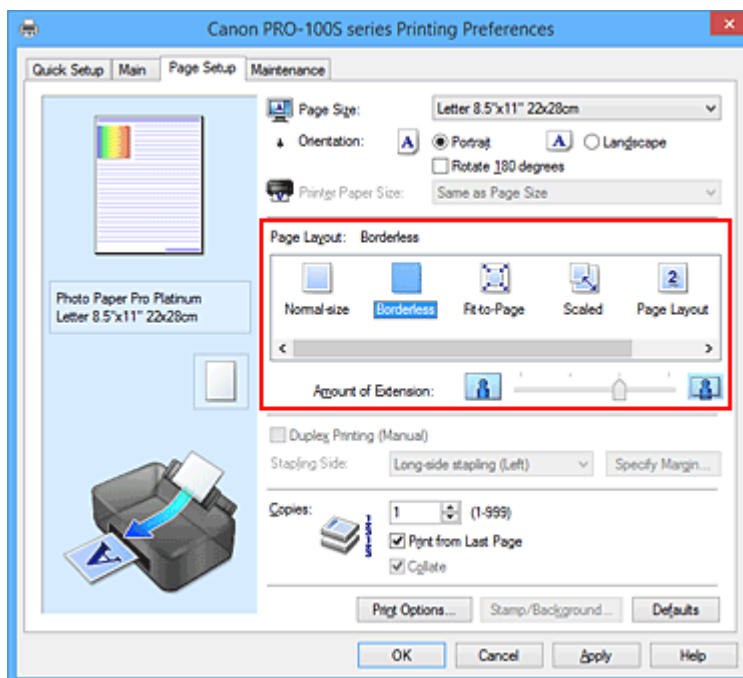 Canon PRO-100S series Printing Preferences
Quick Setup Main Page Setup Maintenance
Page Size: Letter 8.5"x11" 22x28cm
Orientation: A Portrait A Landscape
Rotate 180 degrees
Printer Paper Size: Same as Page Size
Page Layout: Borderless
2
Normal-size Borderless Fit-to-Page Scaled Page Layout
Photo Paper Pro Platinum
Letter 8.5"x11" 22x28cm
Amount of Extension:
Duplex Printing (Manual)
Stapling Side: Long-side stapling (Left) Specify Margin...
Copies: 1 (1-999)
Print from Last Page
Collate
A
Print Options... Stamp/Background... Defaults
OK Cancel Apply Help